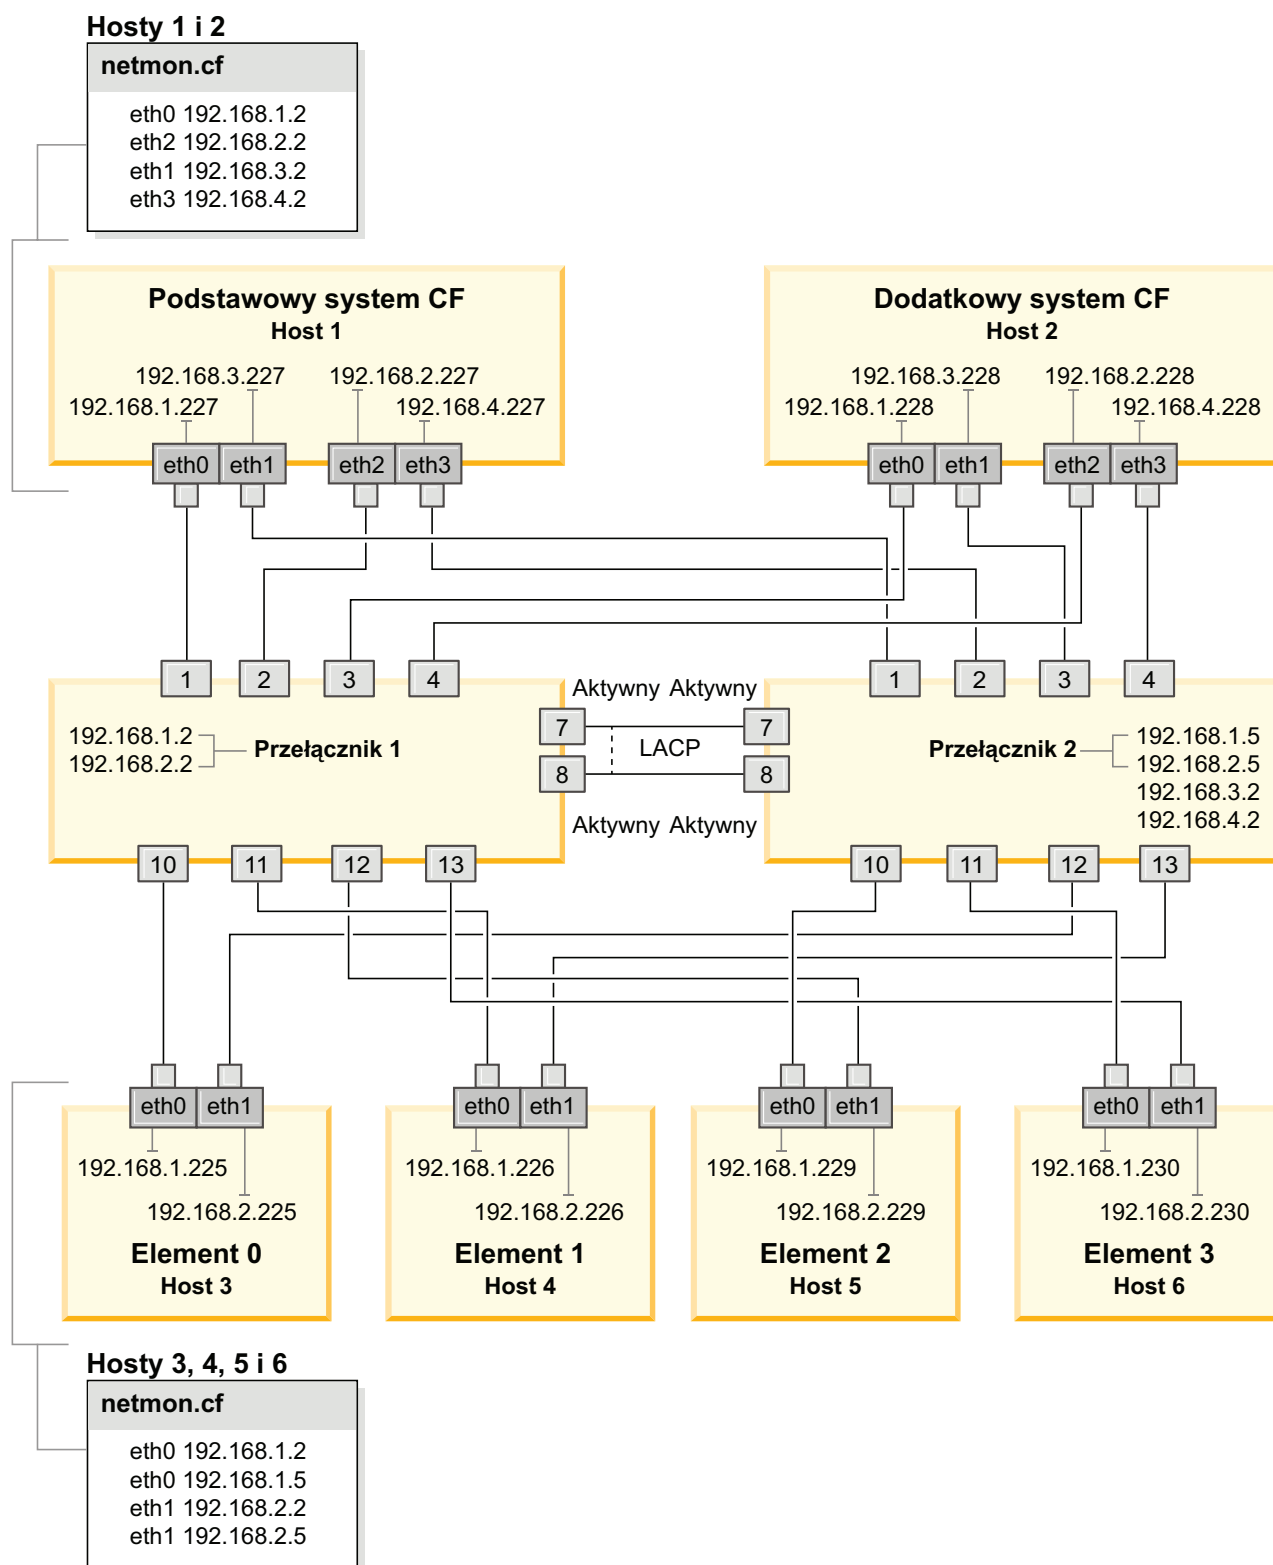 Hosty 1 i 2
netmon.cf
eth0 192.168.1.2
eth2 192.168.2.2
eth1 192.168.3.2
eth3 192.168.4.2
Podstawowy system CF
Host 1
192.168.3.227
192.168.2.227
192.168.1.227
192.168.4.227
eth0
eth1
eth2
eth3
Dodatkowy system CF
Host 2
192.168.3.228
192.168.2.228
192.168.1.228
192.168.4.228
eth0
eth1
eth2
eth3
1
2
3
4
1
2
3
4
Aktywny
Aktywny
7
7
LACP
8
8
Aktywny
Aktywny
192.168.1.2
192.168.2.2
Przełącznik 1
Przełącznik 2
192.168.1.5
192.168.2.5
192.168.3.2
192.168.4.2
10
11
12
13
10
11
12
13
eth0
eth1
192.168.1.225
192.168.2.225
Element 0
Host 3
eth0
eth1
192.168.1.226
192.168.2.226
Element 1
Host 4
eth0
eth1
192.168.1.229
192.168.2.229
Element 2
Host 5
eth0
eth1
192.168.1.230
192.168.2.230
Element 3
Host 6
Hosty 3, 4, 5 i 6
netmon.cf
eth0 192.168.1.2
eth0 192.168.1.5
eth1 192.168.2.2
eth1 192.168.2.5